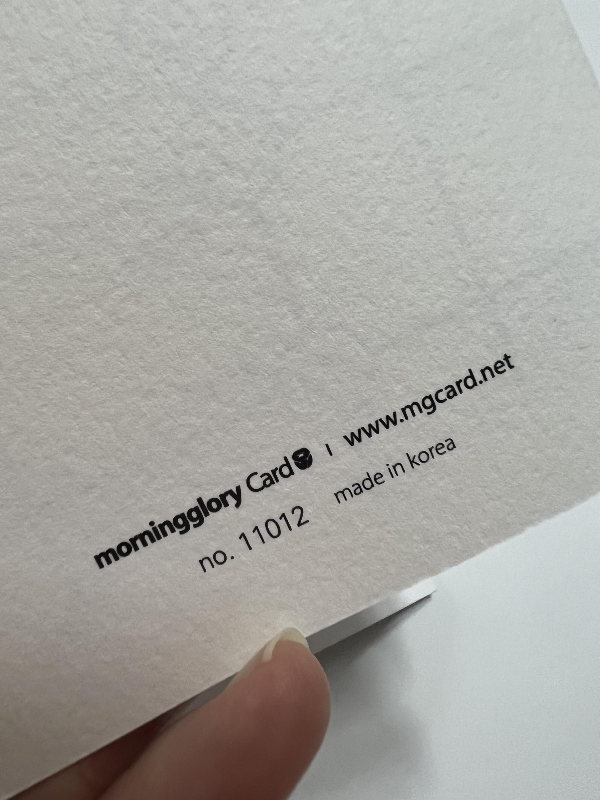 morningglory Card | www.mgcard.net
no. 11012 made in korea